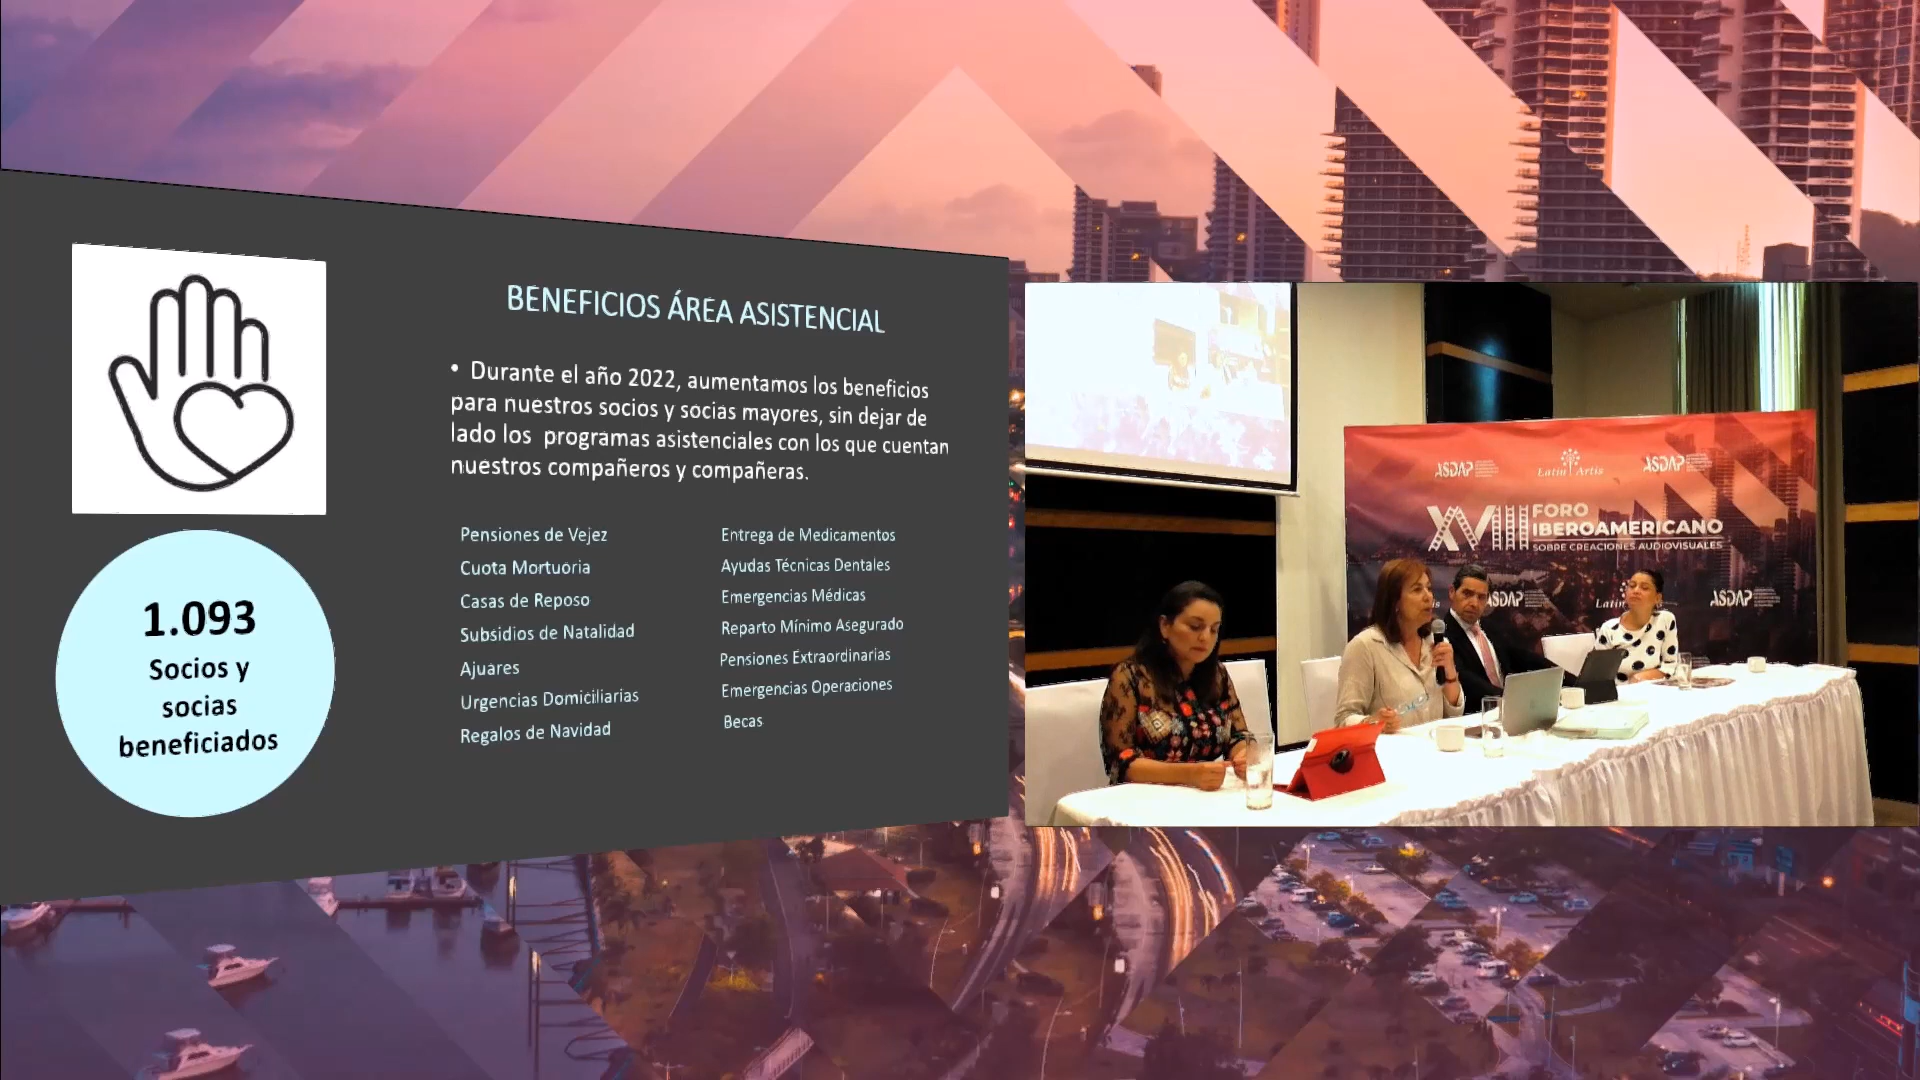 BENEFICIOS ÁREA ASISTENCIAL
• Durante el año 2022, aumentamos los beneficios
para nuestros socios y socias mayores, sin dejar de
lado los programas asistenciales con los que cuentan
nuestros compañeros y compañeras.
Pensiones de Vejez
Cuota Mortuoria
Casas de Reposo
Subsidios de Natalidad
Ajuares
Urgencias Domiciliarias
Regalos de Navidad
Entrega de Medicamentos
Ayudas Técnicas Dentales
Emergencias Médicas
Reparto Mínimo Asegurado
Pensiones Extraordinarias
Emergencias Operaciones
Becas
1.093
Socios y
socias
beneficiados
ASDAP
Latin Artis
ASDAP
XVIII FORO
IBEROAMERICANO
SOBRE CREACIONES AUDIOVISUALES
ASDAP
Latin
ASDAP